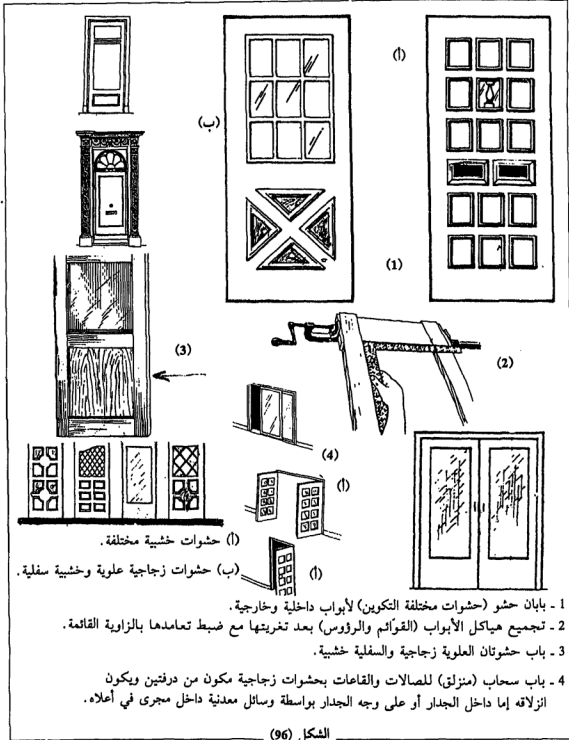 (أ)
(ب)
(1)
(3)
(2)
(4)
(أ)
(أ) حشوات خشبية مختلفة.
(أ)
(ب) حشوات زجاجية علوية وخشبية سفلية.
1 ـ بابان حشو (حشوات مختلفة التكوين) لأبواب داخلية وخارجية.
2 ـ تجميع هياكل الأبواب (القوائم والرؤوس) بعد تغريتها مع ضبط تعامدها بالزاوية القائمة.
3 ـ باب حشوتان العلوية زجاجية والسفلية خشبية.
4 ـ باب سحاب (منزلق) للصالات والقاعات بحشوات زجاجية مكون من درفتين ويكون
انزلاقه إما داخل الجدار أو على وجه الجدار بواسطة وسائل معدنية داخل مجرى في أعلاه.
الشكل (96)